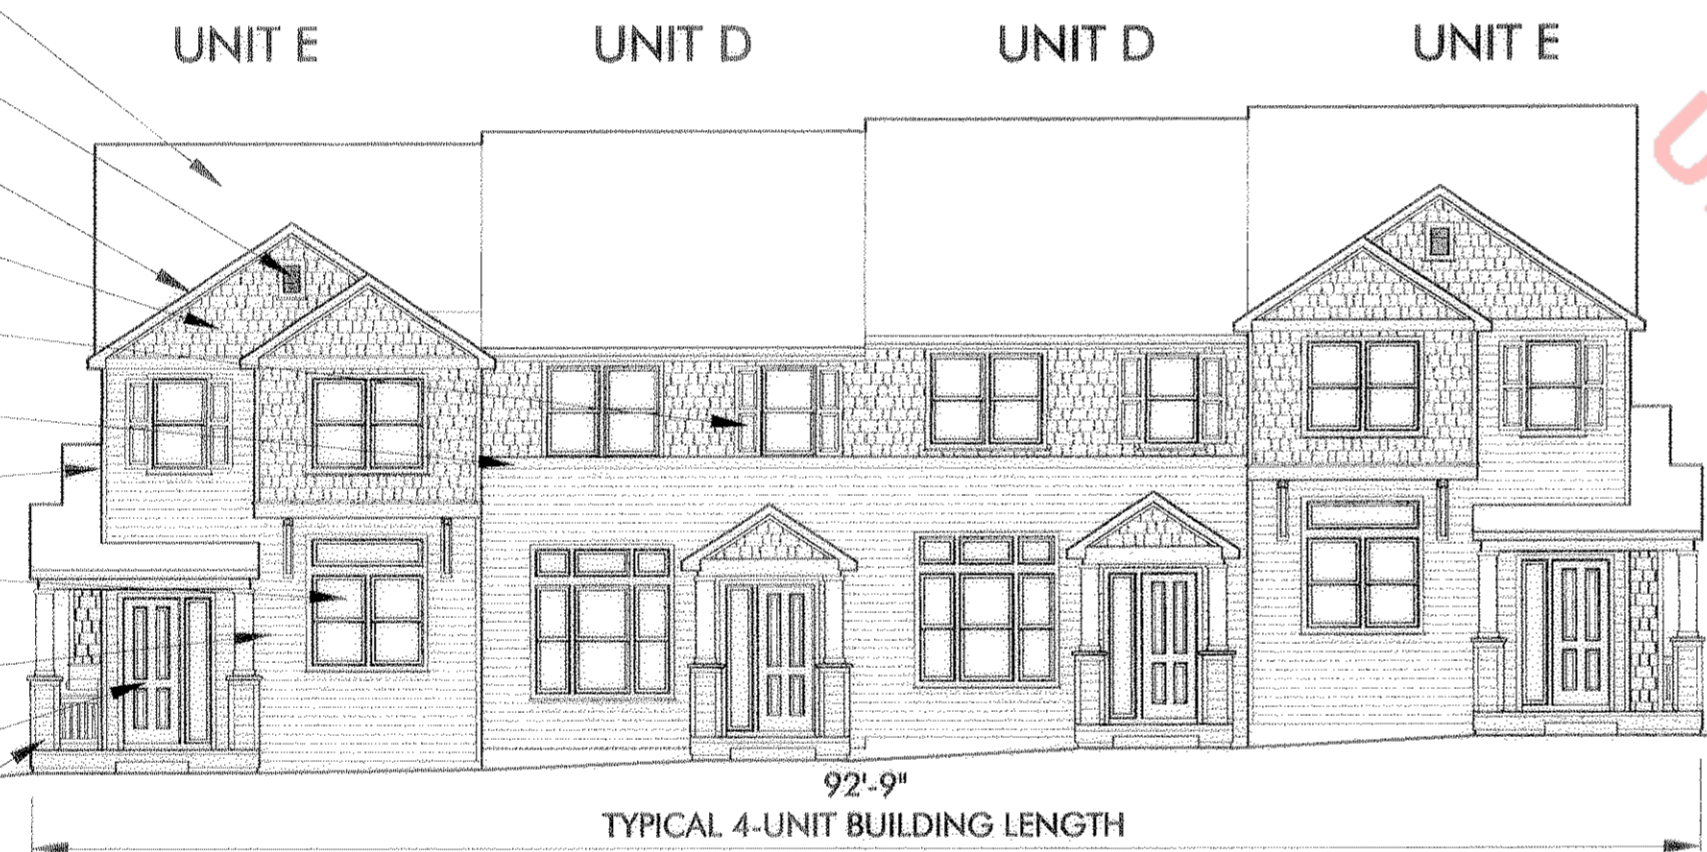 UNIT E UNIT D UNIT D UNIT E
92'-9"
TYPICAL 4-UNIT BUILDING LENGTH